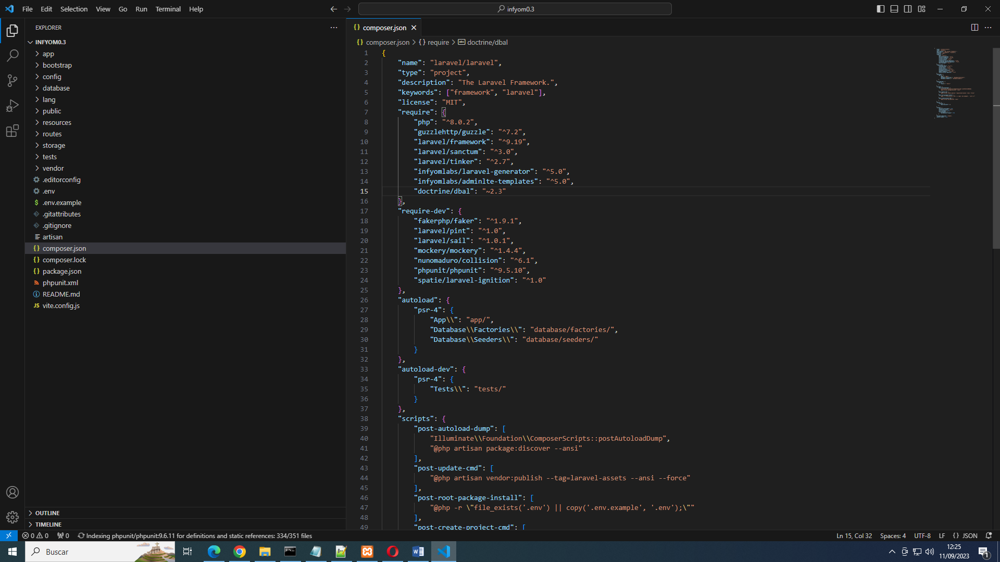 File Edit Selection View Go Run Terminal Help
infyom0.3
EXPLORER
INFYOM0.3
app
bootstrap
config
database
lang
public
resources
routes
storage
tests
vendor
.editorconfig
.env
.env.example
.gitattributes
.gitignore
artisan
composer.json
composer.lock
package.json
phpunit.xml
README.md
JS vite.config.js
OUTLINE
TIMELINE
composer.json
composer.json > {} require > abc doctrine/dbal
1 {
2 "name": "laravel/laravel",
3 "type": "project",
4 "description": "The Laravel Framework.",
5 "keywords": ["framework", "laravel"],
6 "license": "MIT",
7 "require": {
8 "php": "^8.0.2",
9 "guzzlehttp/guzzle": "^7.2",
10 "laravel/framework": "^9.19",
11 "laravel/sanctum": "^3.0",
12 "laravel/tinker": "^2.7",
13 "infyomlabs/laravel-generator": "^5.0",
14 "infyomlabs/adminlte-templates": "^5.0",
15 "doctrine/dbal": "~2.3"
16 },
17 "require-dev": {
18 "fakerphp/faker": "^1.9.1",
19 "laravel/pint": "^1.0",
20 "laravel/sail": "^1.0.1",
21 "mockery/mockery": "^1.4.4",
22 "nunomaduro/collision": "^6.1",
23 "phpunit/phpunit": "^9.5.10",
24 "spatie/laravel-ignition": "^1.0"
25 },
26 "autoload": {
27 "psr-4": {
28 "App\\": "app/",
29 "Database\\Factories\\": "database/factories/",
30 "Database\\Seeders\\": "database/seeders/"
31 }
32 },
33 "autoload-dev": {
34 "psr-4": {
35 "Tests\\": "tests/"
36 }
37 },
38 "scripts": {
39 "post-autoload-dump": [
40 "Illuminate\\Foundation\\ComposerScripts::postAutoloadDump",
41 "@php artisan package:discover --ansi"
42 ],
43 "post-update-cmd": [
44 "@php artisan vendor:publish --tag=laravel-assets --ansi --force"
45 ],
46 "post-root-package-install": [
47 "@php -r \"file_exists('.env') || copy('.env.example', '.env');\""
48 ],
49 "post-create-project-cmd": [
0 0 0 Indexing phpunit/phpunit:9.6.11 for definitions and static references: 334/351 files
Ln 15, Col 32 Spaces: 4 UTF-8 LF {} JSON
Buscar
12:25
11/09/2023
1